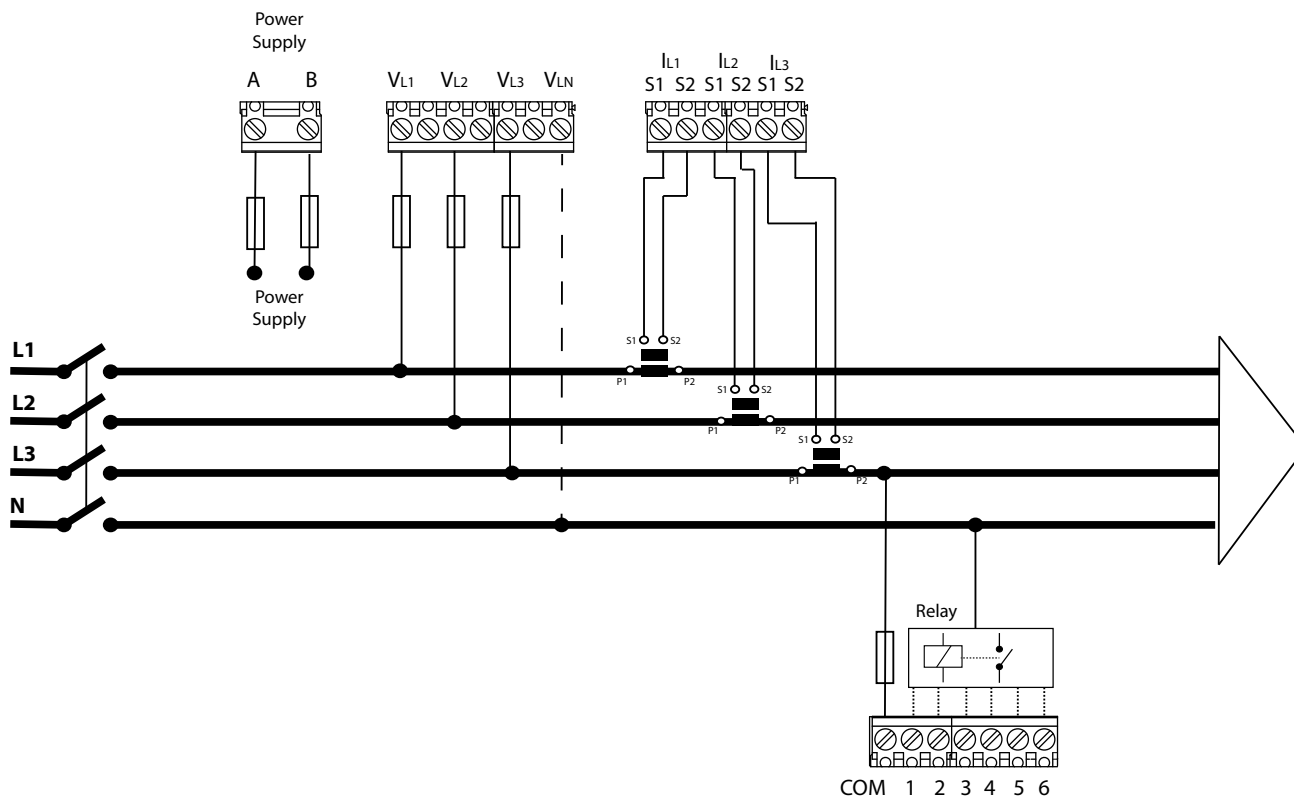 Power
Supply
A B
VL1 VL2 VL3 VLN
IL1 IL2 IL3
S1 S2 S1 S2 S1 S2
Power
Supply
L1
S1 S2
P1 P2
L2
S1 S2
P1 P2
L3
S1 S2
P1 P2
N
Relay
COM 1 2 3 4 5 6